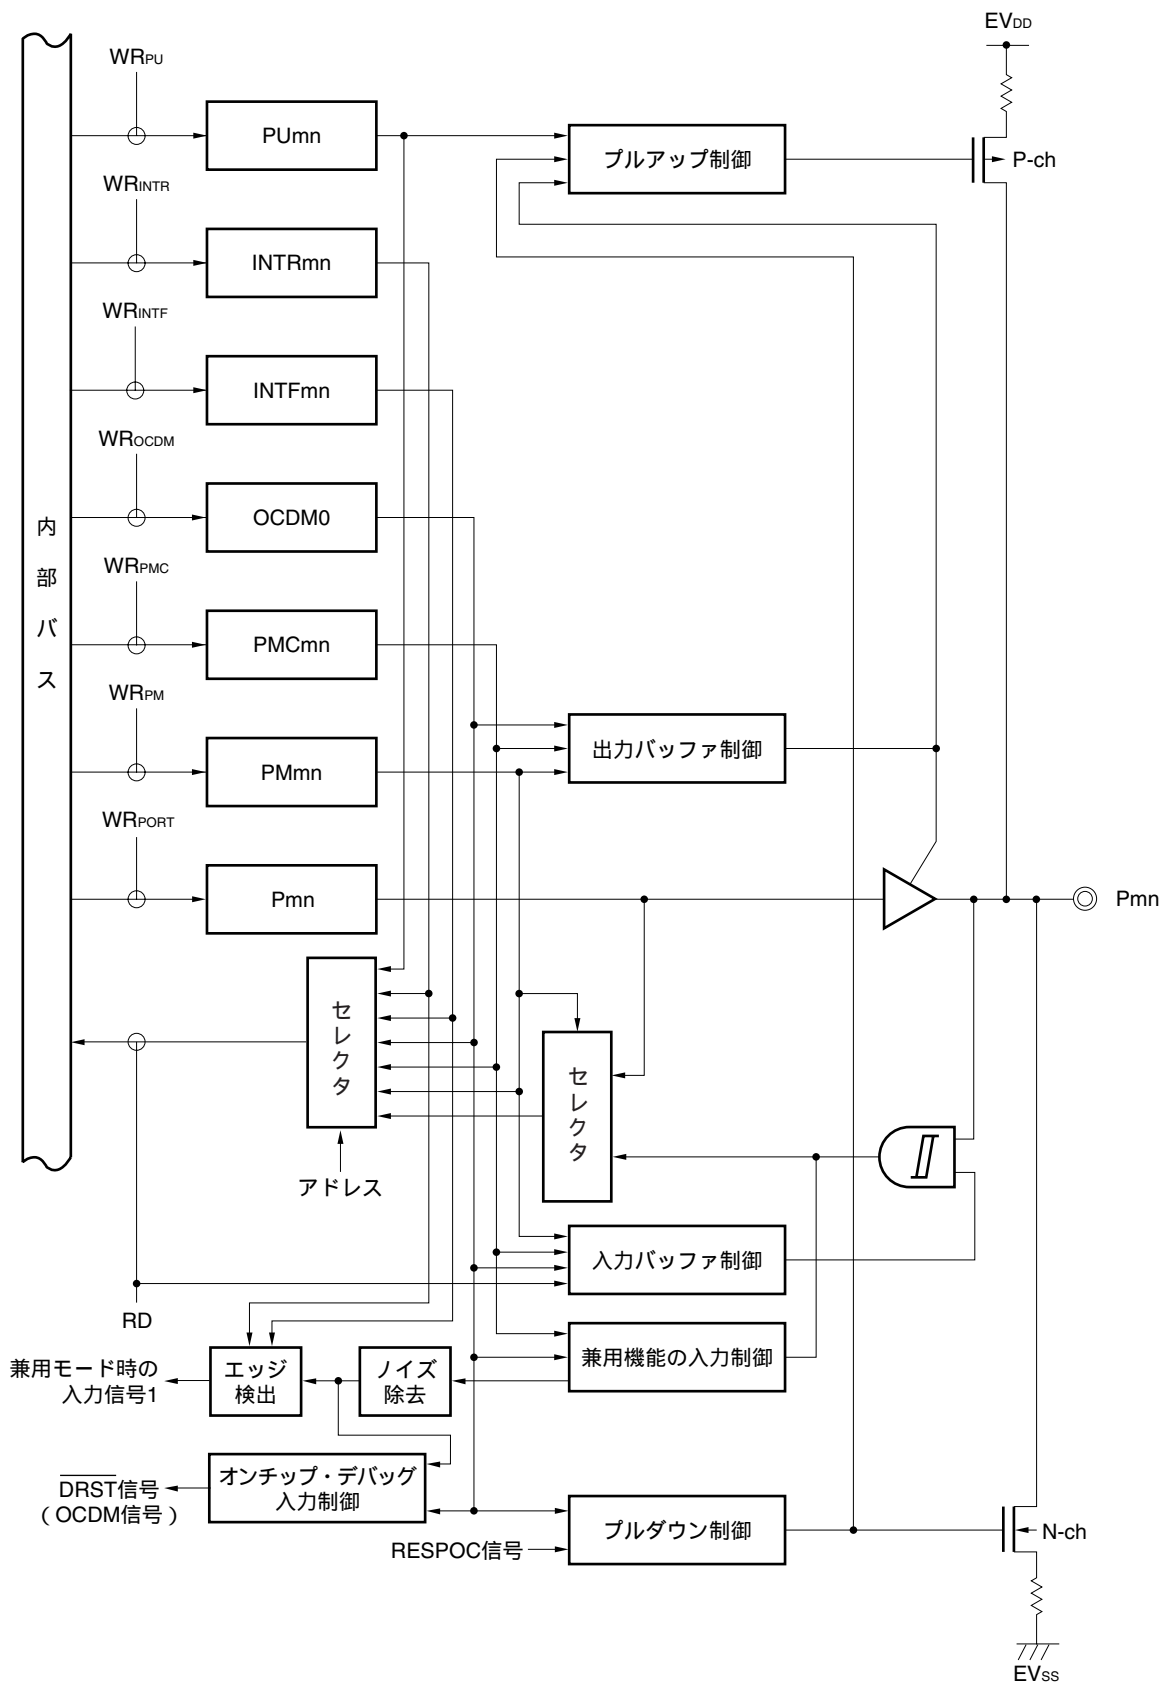 EVDD
WRPU
PUmn
プルアップ制御
P-ch
WRINTR
INTRmn
WRINTF
INTFmn
WROCDM
OCDM0
内部バス
WRPMC
PMCmn
WRPM
PMmn
出力バッファ制御
WRPORT
Pmn
Pmn
セレクタ
セレクタ
アドレス
入力バッファ制御
RD
兼用機能の入力制御
兼用モード時の
入力信号1
エッジ
検出
ノイズ
除去
オンチップ・デバッグ
入力制御
DRST信号
(OCDM信号)
プルダウン制御
RESPOC信号
N-ch
EVSS